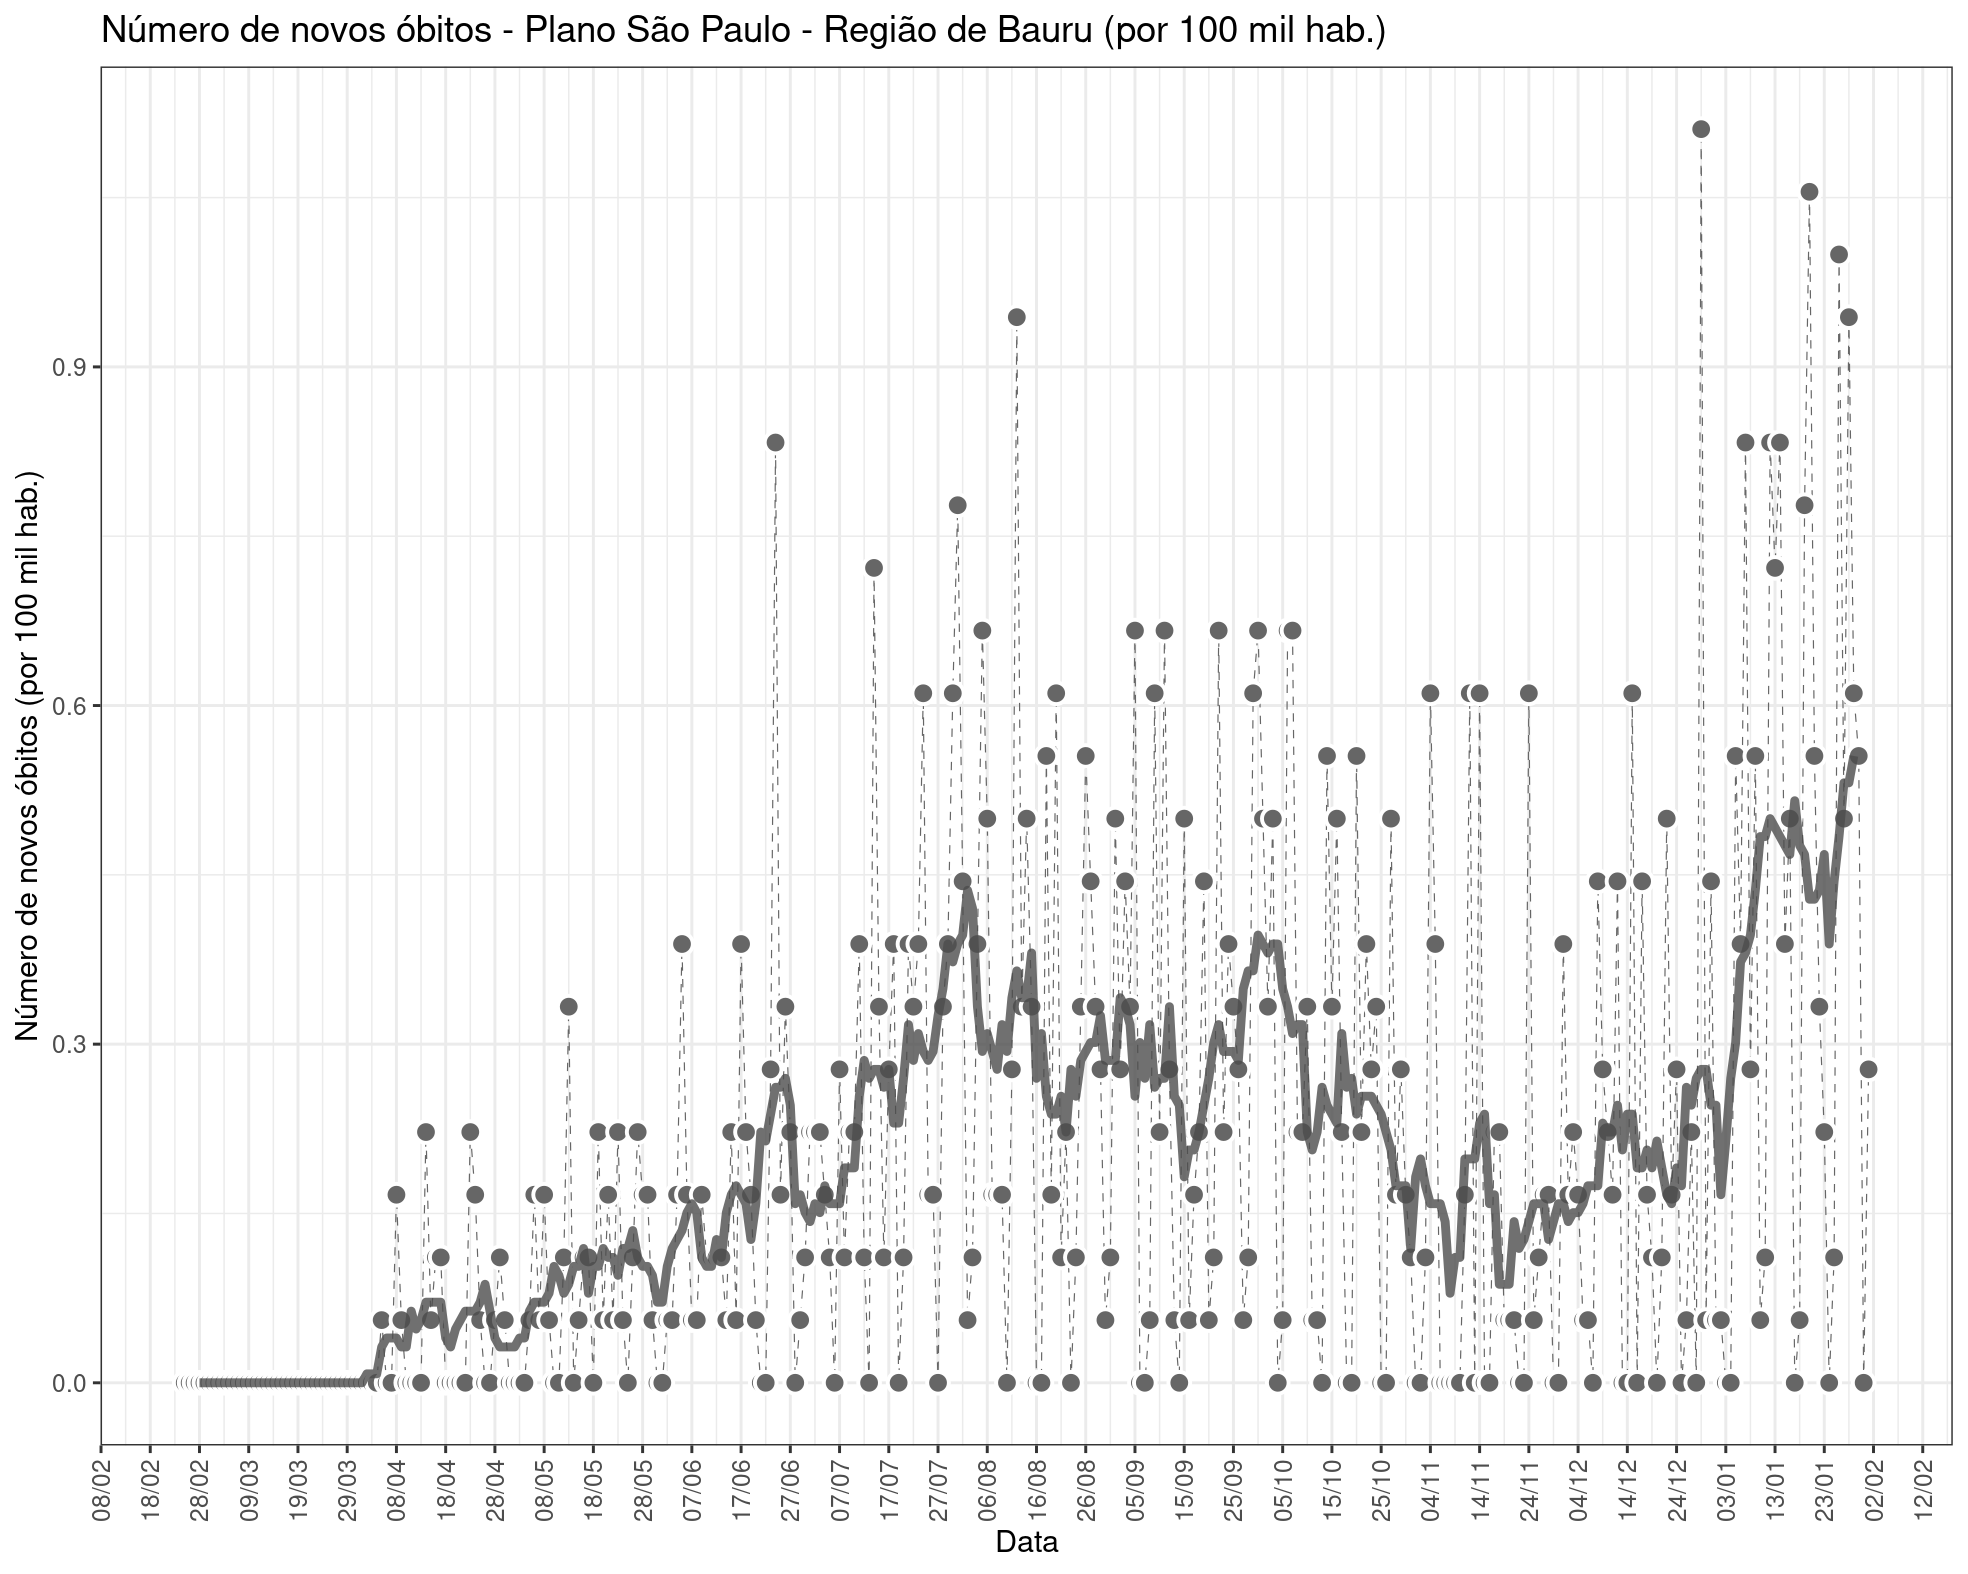 Número de novos óbitos - Plano São Paulo - Região de Bauru (por 100 mil hab.)
Número de novos óbitos (por 100 mil hab.)
0.9
0.6
0.3
0.0
08/02 18/02 28/02 09/03 19/03 29/03 08/04 18/04 28/04 08/05 18/05 28/05 07/06 17/06 27/06 07/07 17/07 27/07 06/08 16/08 26/08 05/09 15/09 25/09 05/10 15/10 25/10 04/11 14/11 24/11 04/12 14/12 24/12 03/01 13/01 23/01 02/02 12/02
Data